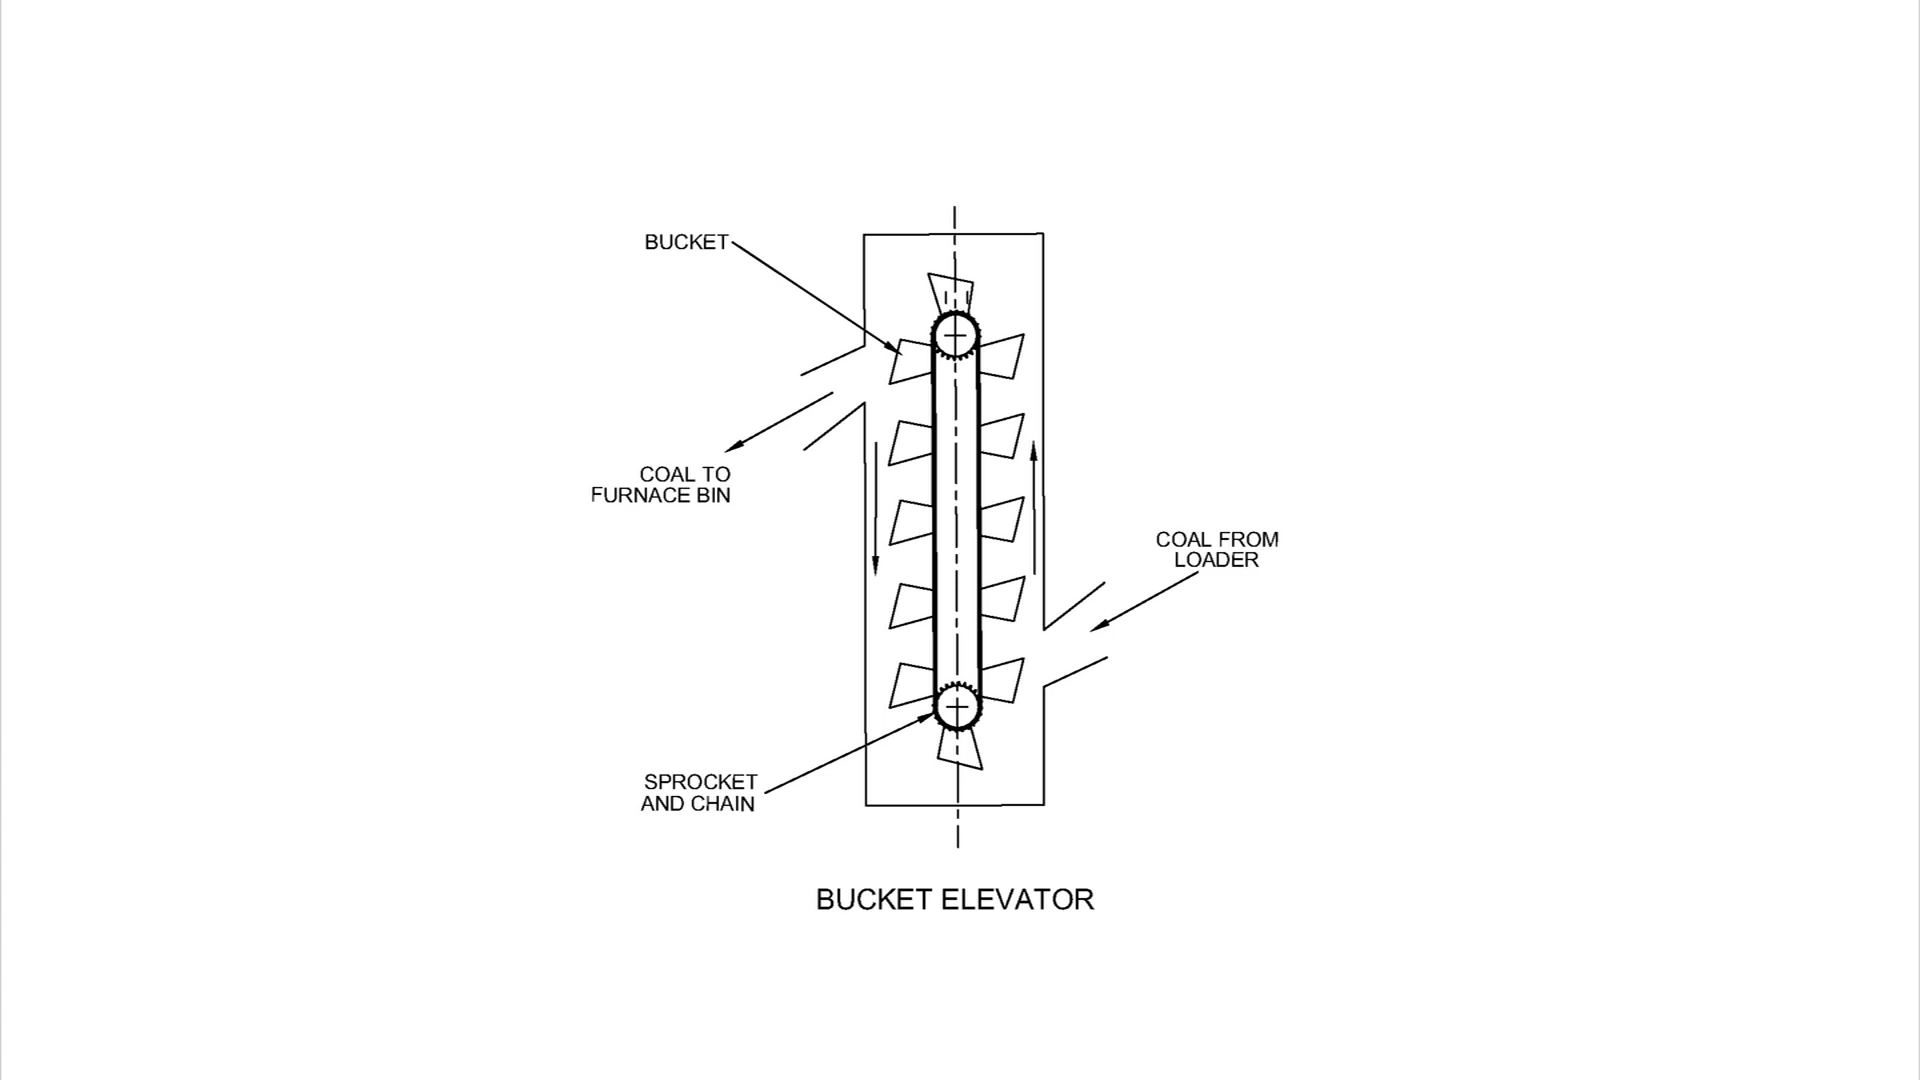 BUCKET
COAL TO
FURNACE BIN
COAL FROM
LOADER
SPROCKET
AND CHAIN
BUCKET ELEVATOR